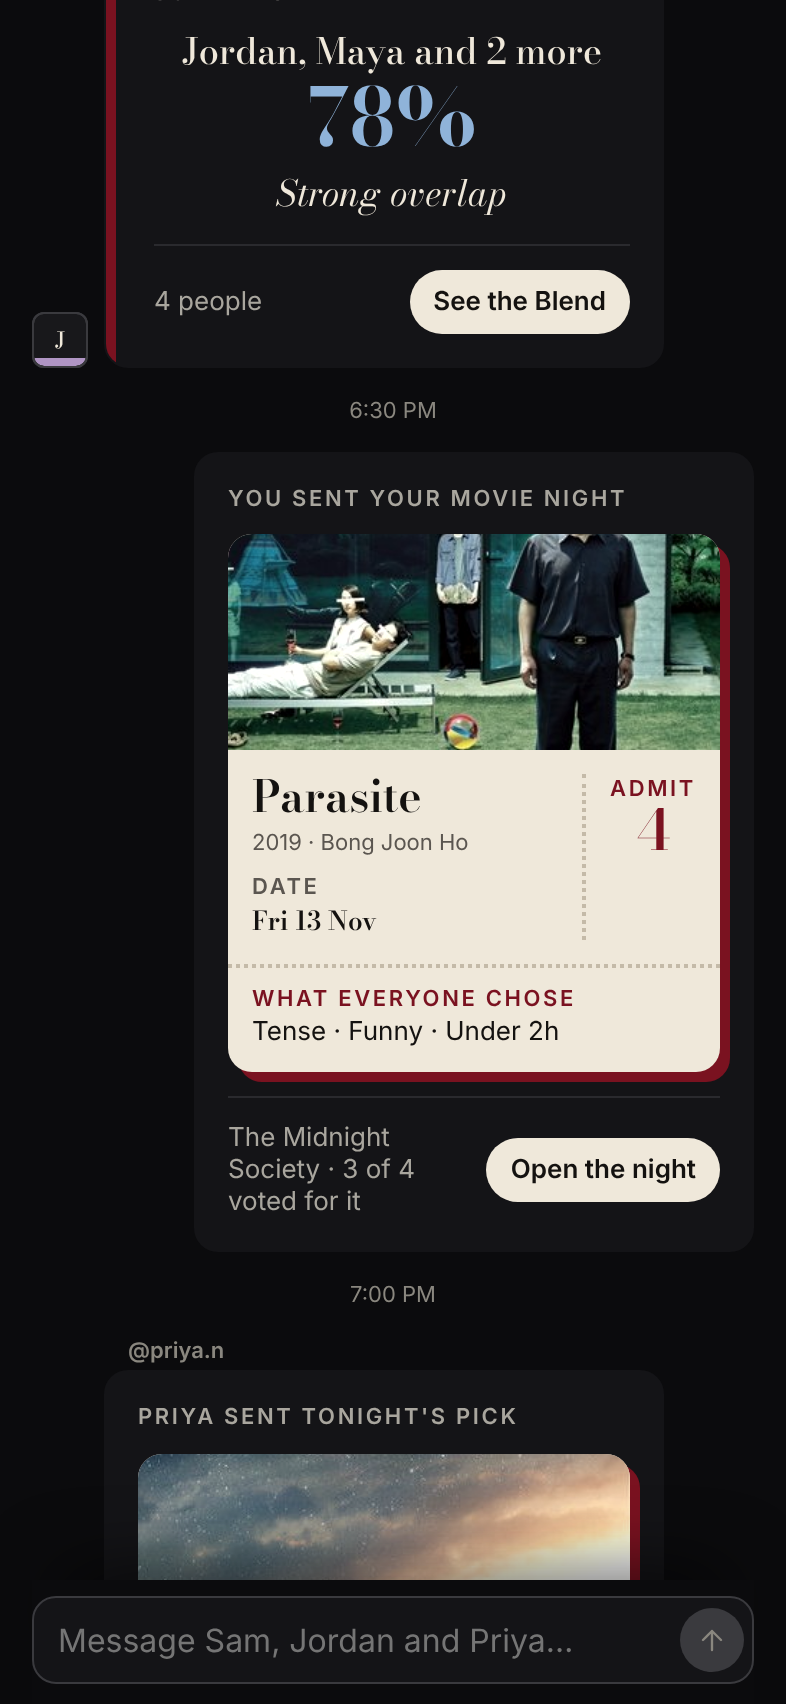 Jordan, Maya and 2 more
78%
Strong overlap
4 people
See the Blend
J
6:30 PM
YOU SENT YOUR MOVIE NIGHT
Parasite
2019 · Bong Joon Ho
DATE
Fri 13 Nov
ADMIT
4
WHAT EVERYONE CHOSE
Tense · Funny · Under 2h
The Midnight
Society · 3 of 4
voted for it
Open the night
7:00 PM
@priya.n
PRIYA SENT TONIGHT'S PICK
Message Sam, Jordan and Priya...